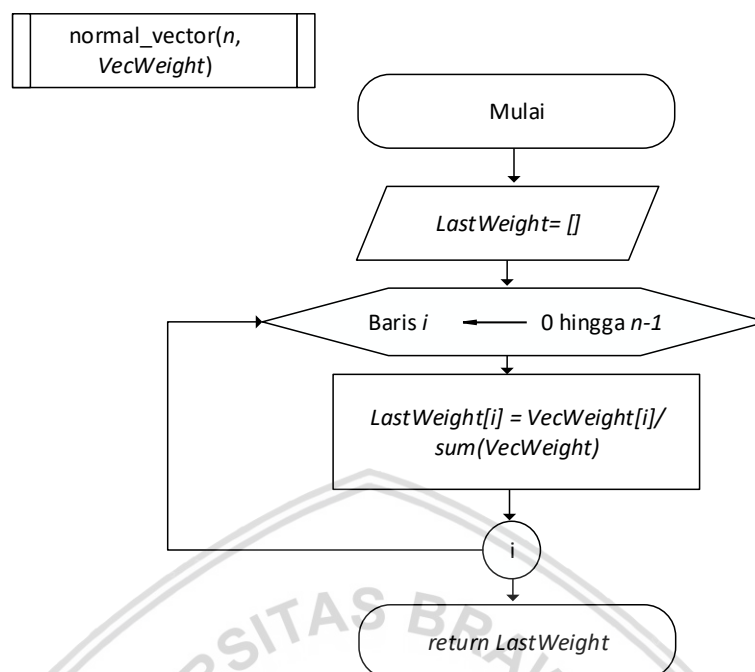 normal_vector(n,
VecWeight)
Mulai
LastWeight= []
Baris i 0 hingga n-1
LastWeight[i] = VecWeight[i]/
sum(VecWeight)
i
return LastWeight